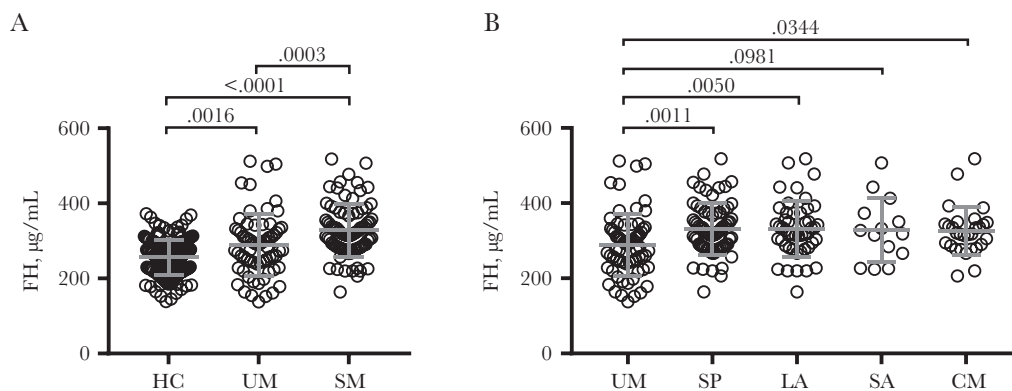 A
B
.0344
.0003
.0981
<.0001
.0050
.0016
.0011
600
400
200
0
FH, µg/mL
HC
UM
SM
600
400
200
0
FH, µg/mL
UM
SP
LA
SA
CM